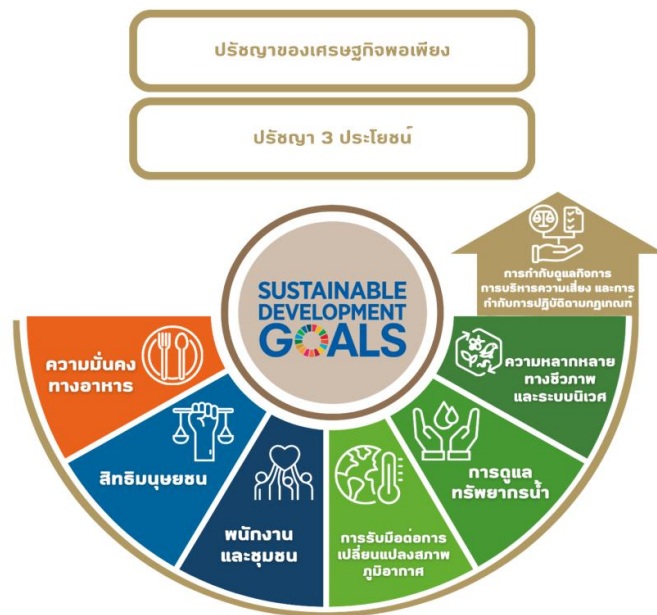 ปรัชญาของเศรษฐกิจพอเพียง
ปรัชญา 3 ประโยชน์
การกำกับดูแลกิจการ
การบริหารความเสี่ยง และการ
กำกับการปฏิบัติตามกฎเกณฑ์
SUSTAINABLE
DEVELOPMENT
GOALS
ความมั่นคง
ทางอาหาร
สิทธิมนุษยชน
พนักงาน
และชุมชน
การรับมือต่อการ
เปลี่ยนแปลงสภาพ
ภูมิอากาศ
การดูแล
ทรัพยากรน้ำ
ความหลากหลาย
ทางชีวภาพ
และระบบนิเวศ